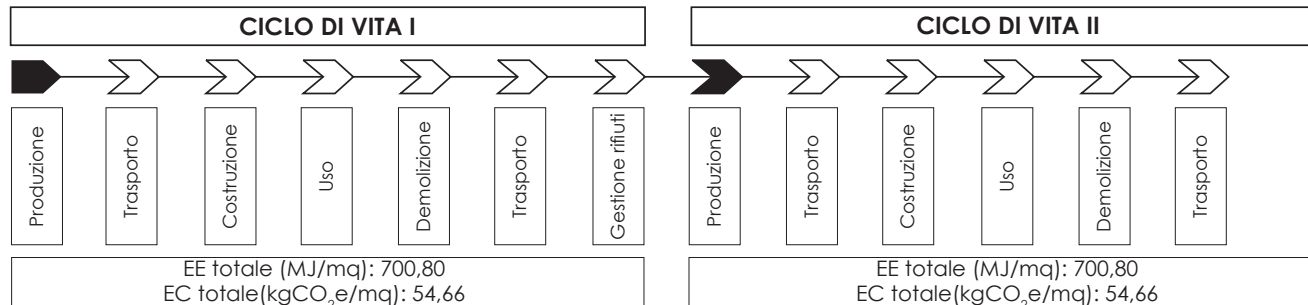 CICLO DI VITA I
CICLO DI VITA II
Produzione
Trasporto
Costruzione
Uso
Demolizione
Trasporto
Gestione rifiuti
Produzione
Trasporto
Costruzione
Uso
Demolizione
Trasporto
EE totale (MJ/mq): 700,80
EC totale(kgCO₂e/mq): 54,66
EE totale (MJ/mq): 700,80
EC totale(kgCO₂e/mq): 54,66